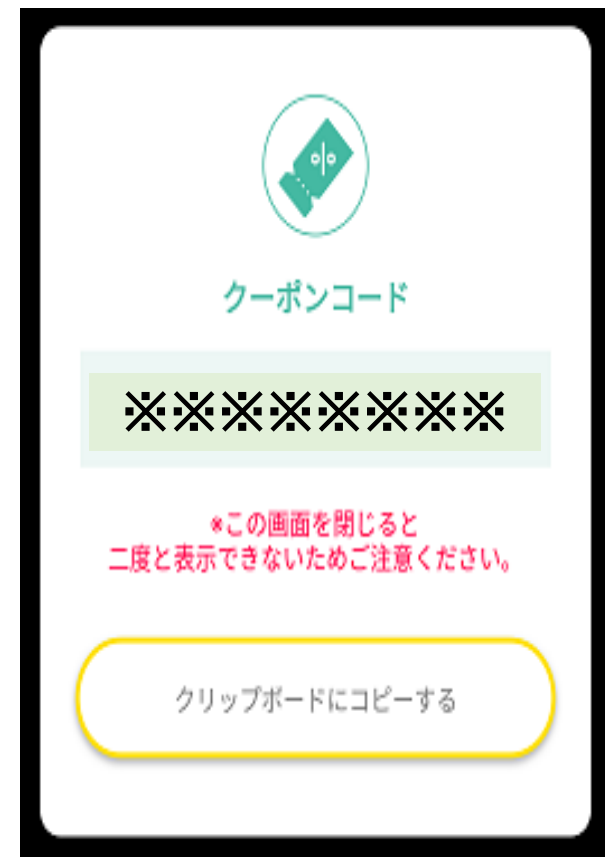 クーポンコード
※※※※※※※※
※この画面を閉じると
二度と表示できないためご注意ください。
クリップボードにコピーする